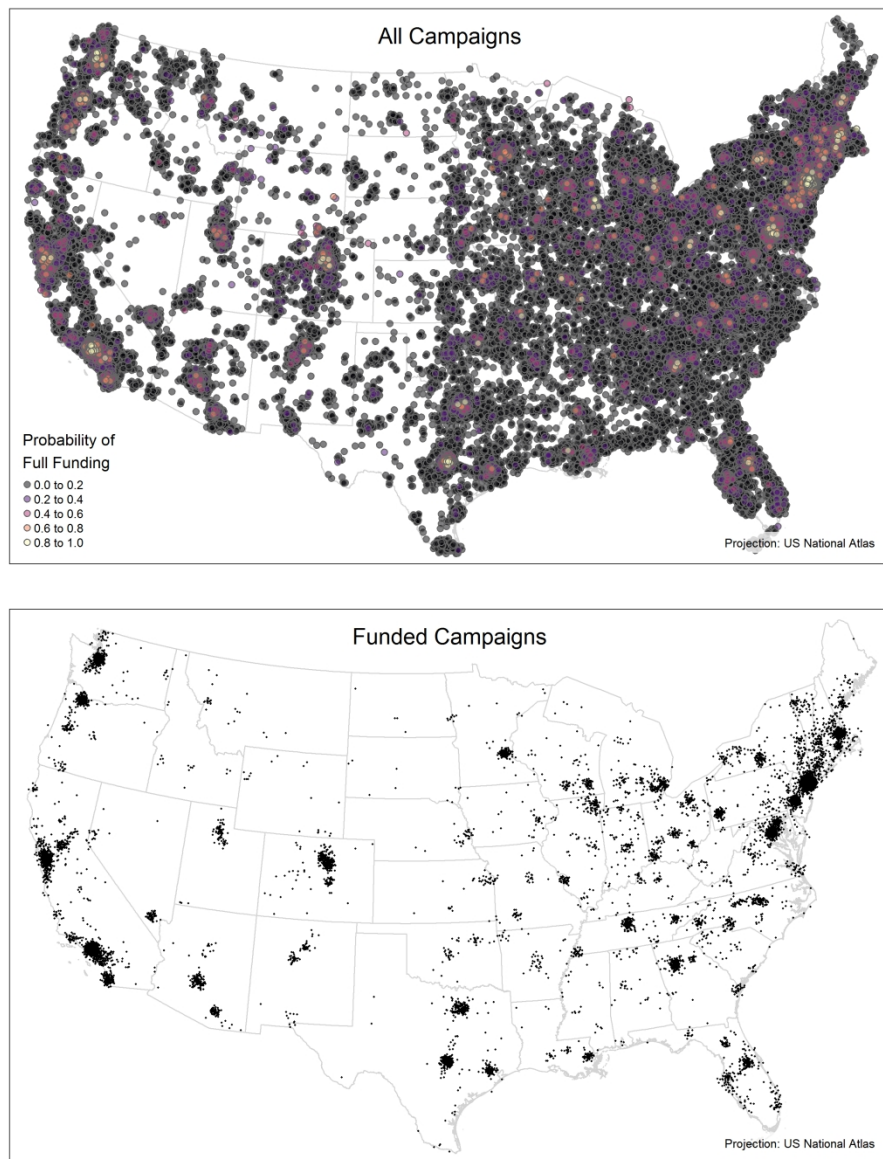 All Campaigns
Probability of
Full Funding
0.0 to 0.2
0.2 to 0.4
0.4 to 0.6
0.6 to 0.8
0.8 to 1.0
Projection: US National Atlas
Funded Campaigns
Projection: US National Atlas